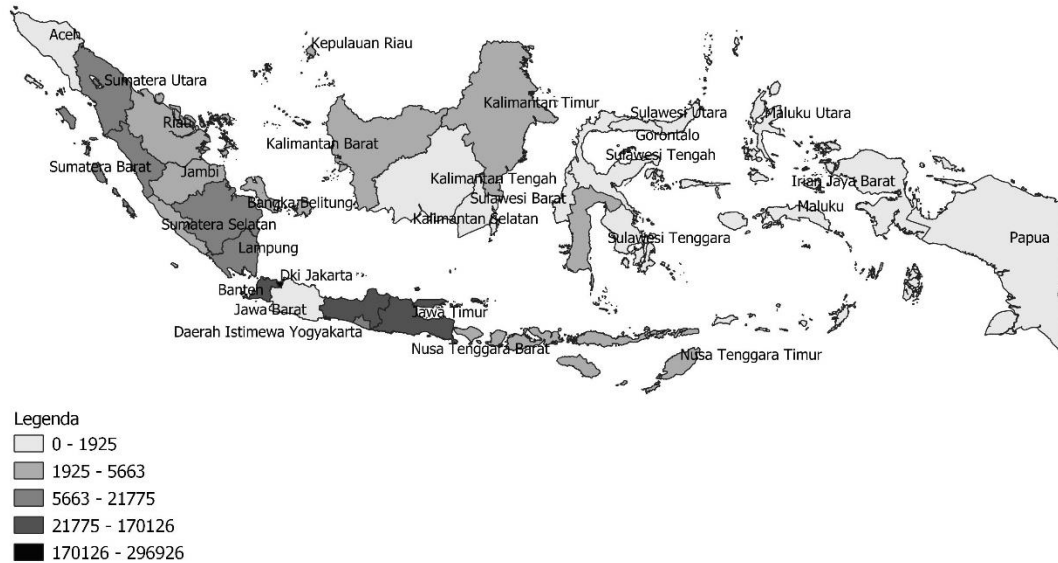 Aceh
Kepulauan Riau
Sumatera Utara
Kalimantan Timur
Sulawesi Utara
Maluku Utara
Riau
Gorontalo
Kalimantan Barat
Sulawesi Tengah
Sumatera Barat
Jambi
Kalimantan Tengah
Irian Jaya Barat
Bangka Belitung
Sulawesi Barat
Maluku
Sumatera Selatan
Kalimantan Selatan
Papua
Sulawesi Tenggara
Lampung
Dki Jakarta
Banten
Jawa Barat
Jawa Timur
Daerah Istimewa Yogyakarta
Nusa Tenggara Barat
Nusa Tenggara Timur
Legenda
0 - 1925
1925 - 5663
5663 - 21775
21775 - 170126
170126 - 296926